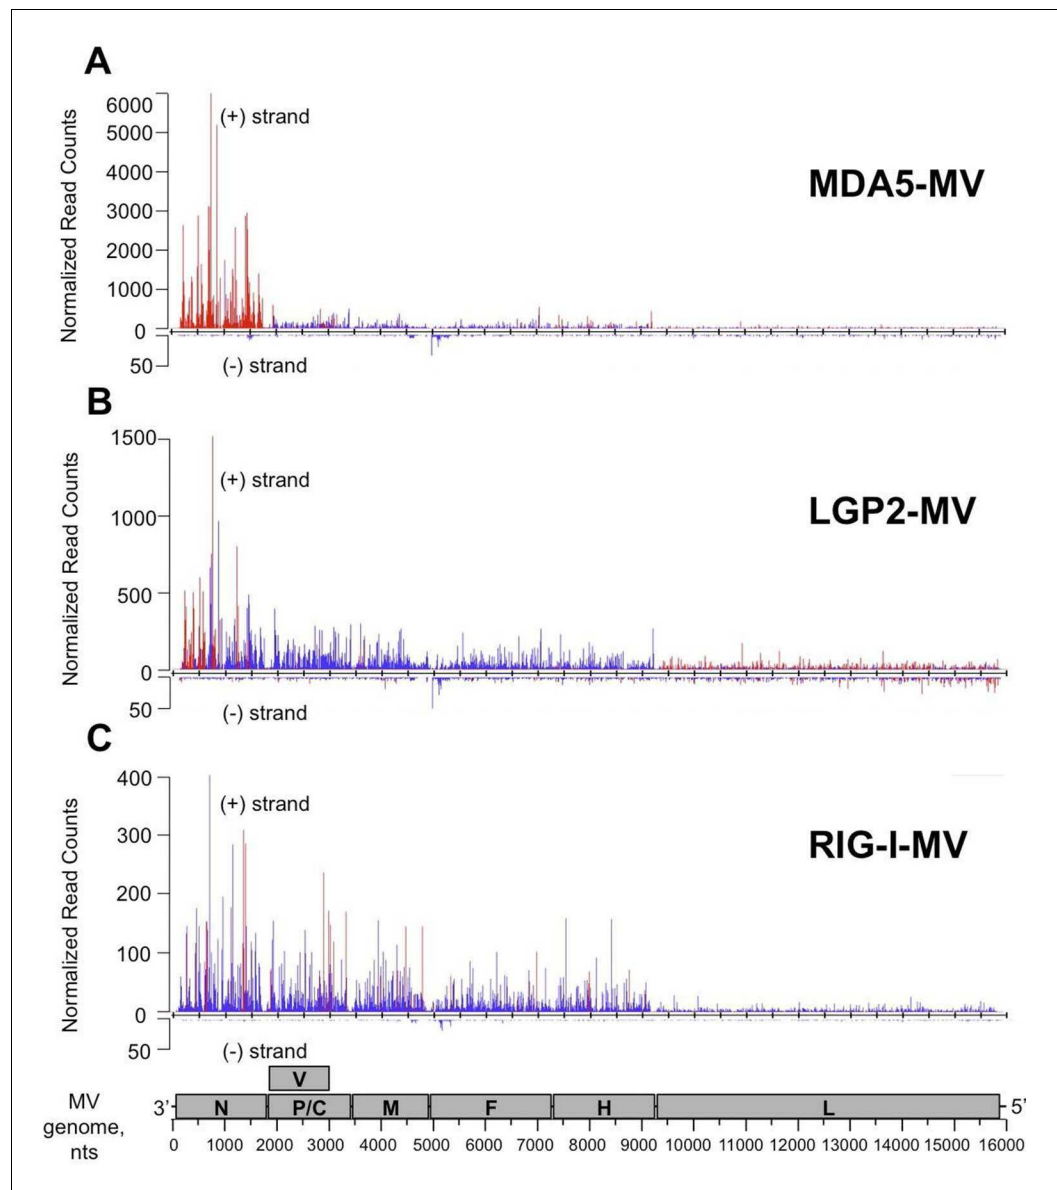 A
Normalized Read Counts
6000
5000
4000
3000
2000
1000
0
50
(+) strand
(-) strand
MDA5-MV
B
Normalized Read Counts
1500
1000
500
0
50
(+) strand
(-) strand
LGP2-MV
C
Normalized Read Counts
400
300
200
100
0
50
(+) strand
(-) strand
RIG-I-MV
V
MV genome, nts
3' N P/C M F H L 5'
0 1000 2000 3000 4000 5000 6000 7000 8000 9000 10000 11000 12000 13000 14000 15000 16000